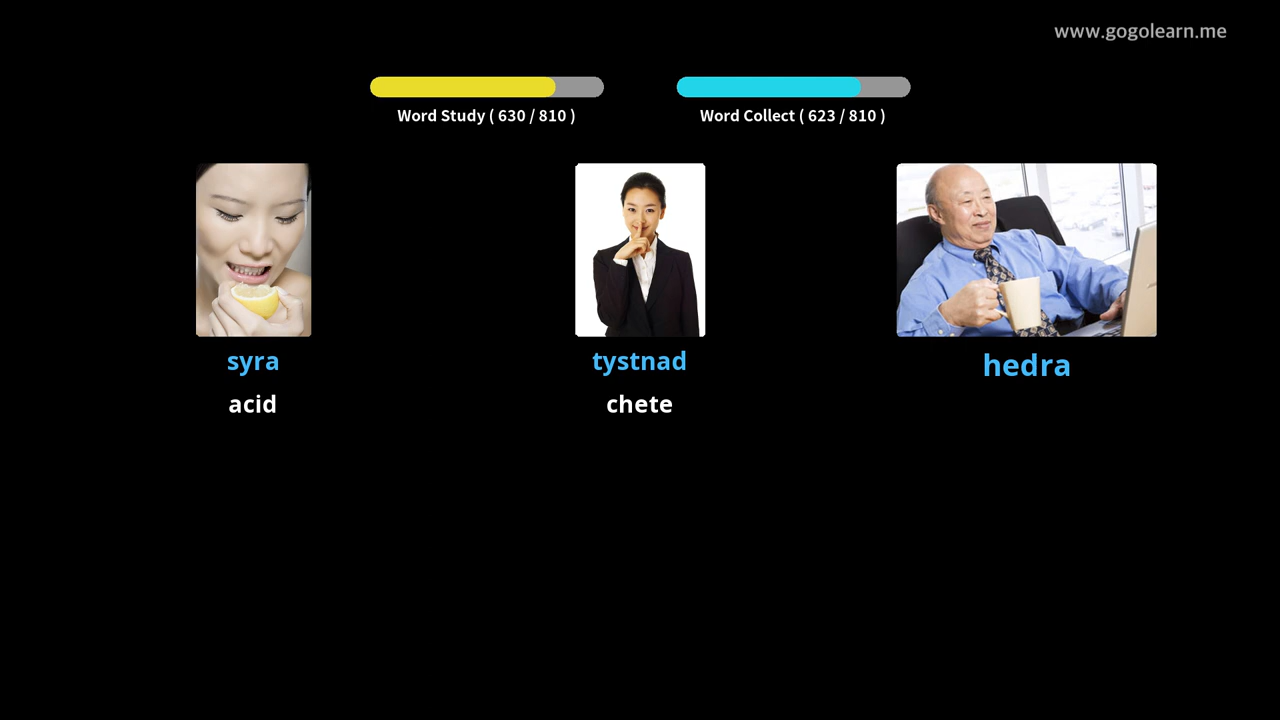 www.gogolearn.me
Word Study ( 630 / 810 )
Word Collect ( 623 / 810 )
syra
tystnad
hedra
acid
chete